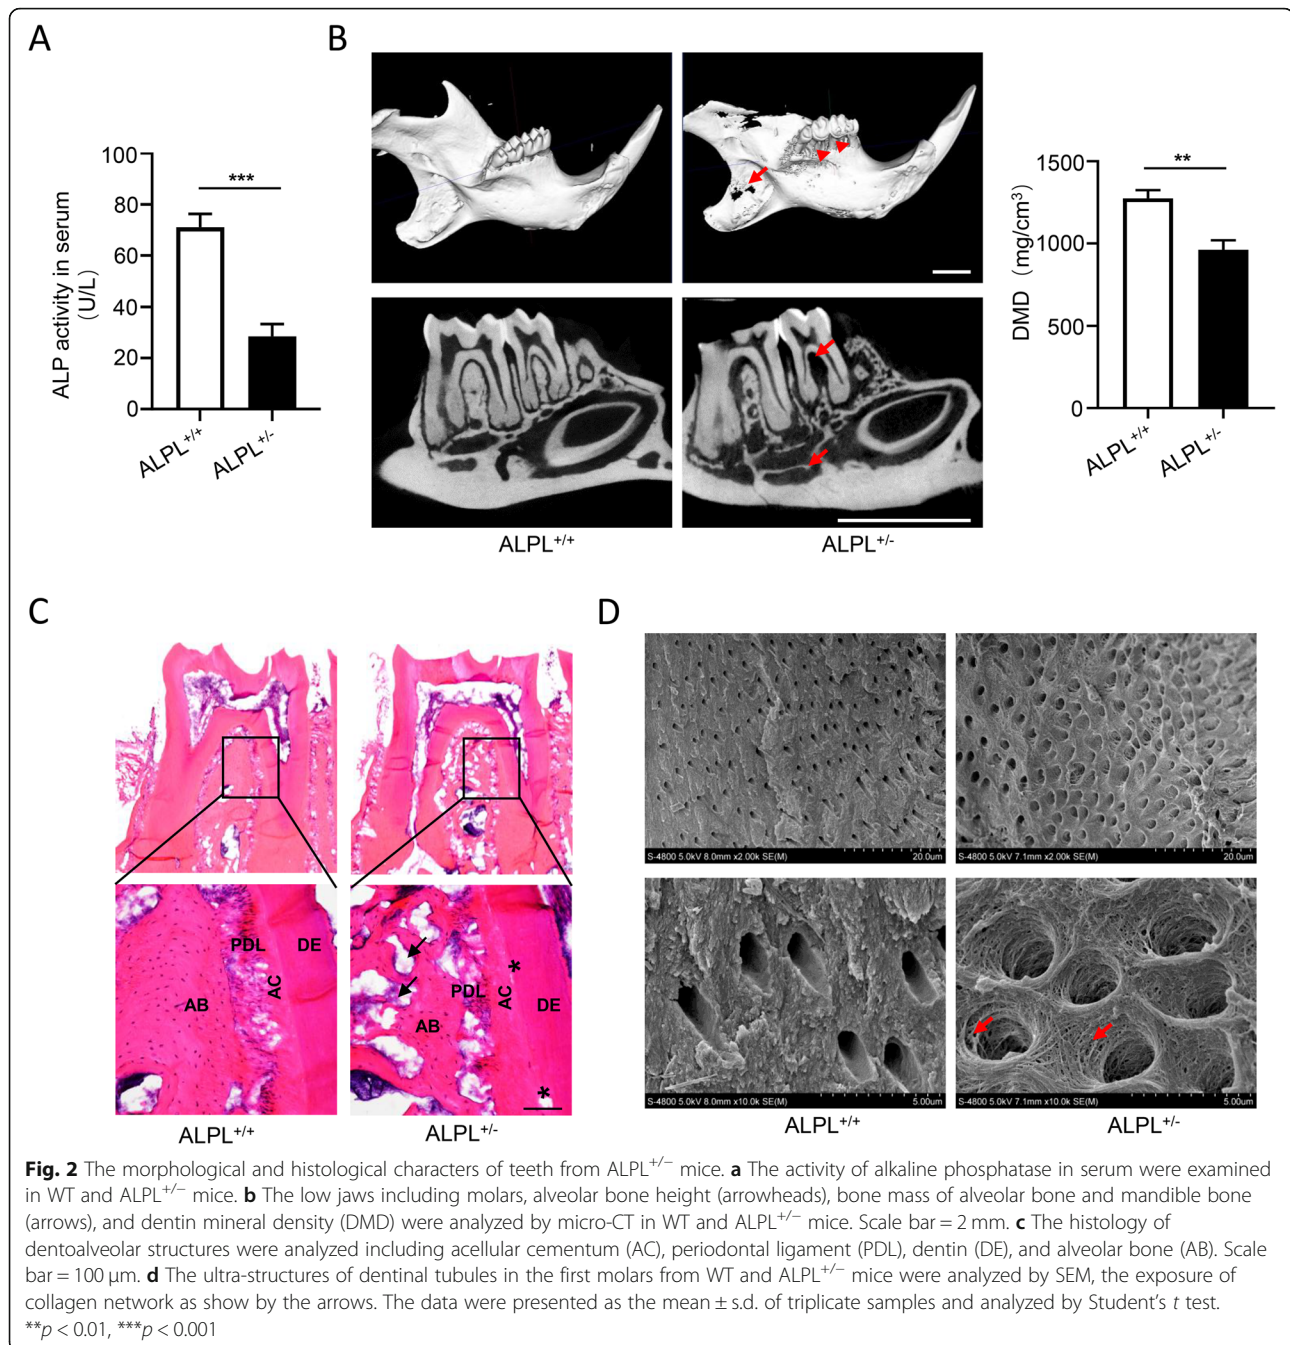 A
B
100
80
60
40
20
0
ALP activity in serum
(U/L)
***
ALPL+/+
ALPL+/-
ALPL+/+
ALPL+/-
1500
1000
500
0
DMD (mg/cm3)
**
ALPL+/+
ALPL+/-
C
D
PDL
DE
AC
AB
PDL
*
AC
DE
AB
*
ALPL+/+
ALPL+/-
S-4800 5.0kV 8.0mm x2.00k SE(M) 20.0um
S-4800 5.0kV 7.1mm x2.00k SE(M) 20.0um
S-4800 5.0kV 8.0mm x10.0k SE(M) 5.00um
S-4800 5.0kV 7.1mm x10.0k SE(M) 5.00um
ALPL+/+
ALPL+/-
Fig. 2 The morphological and histological characters of teeth from ALPL+/− mice. a The activity of alkaline phosphatase in serum were examined
in WT and ALPL+/− mice. b The low jaws including molars, alveolar bone height (arrowheads), bone mass of alveolar bone and mandible bone
(arrows), and dentin mineral density (DMD) were analyzed by micro-CT in WT and ALPL+/− mice. Scale bar = 2 mm. c The histology of
dentoalveolar structures were analyzed including acellular cementum (AC), periodontal ligament (PDL), dentin (DE), and alveolar bone (AB). Scale
bar = 100 μm. d The ultra-structures of dentinal tubules in the first molars from WT and ALPL+/− mice were analyzed by SEM, the exposure of
collagen network as show by the arrows. The data were presented as the mean ± s.d. of triplicate samples and analyzed by Student's t test.
**p < 0.01, ***p < 0.001